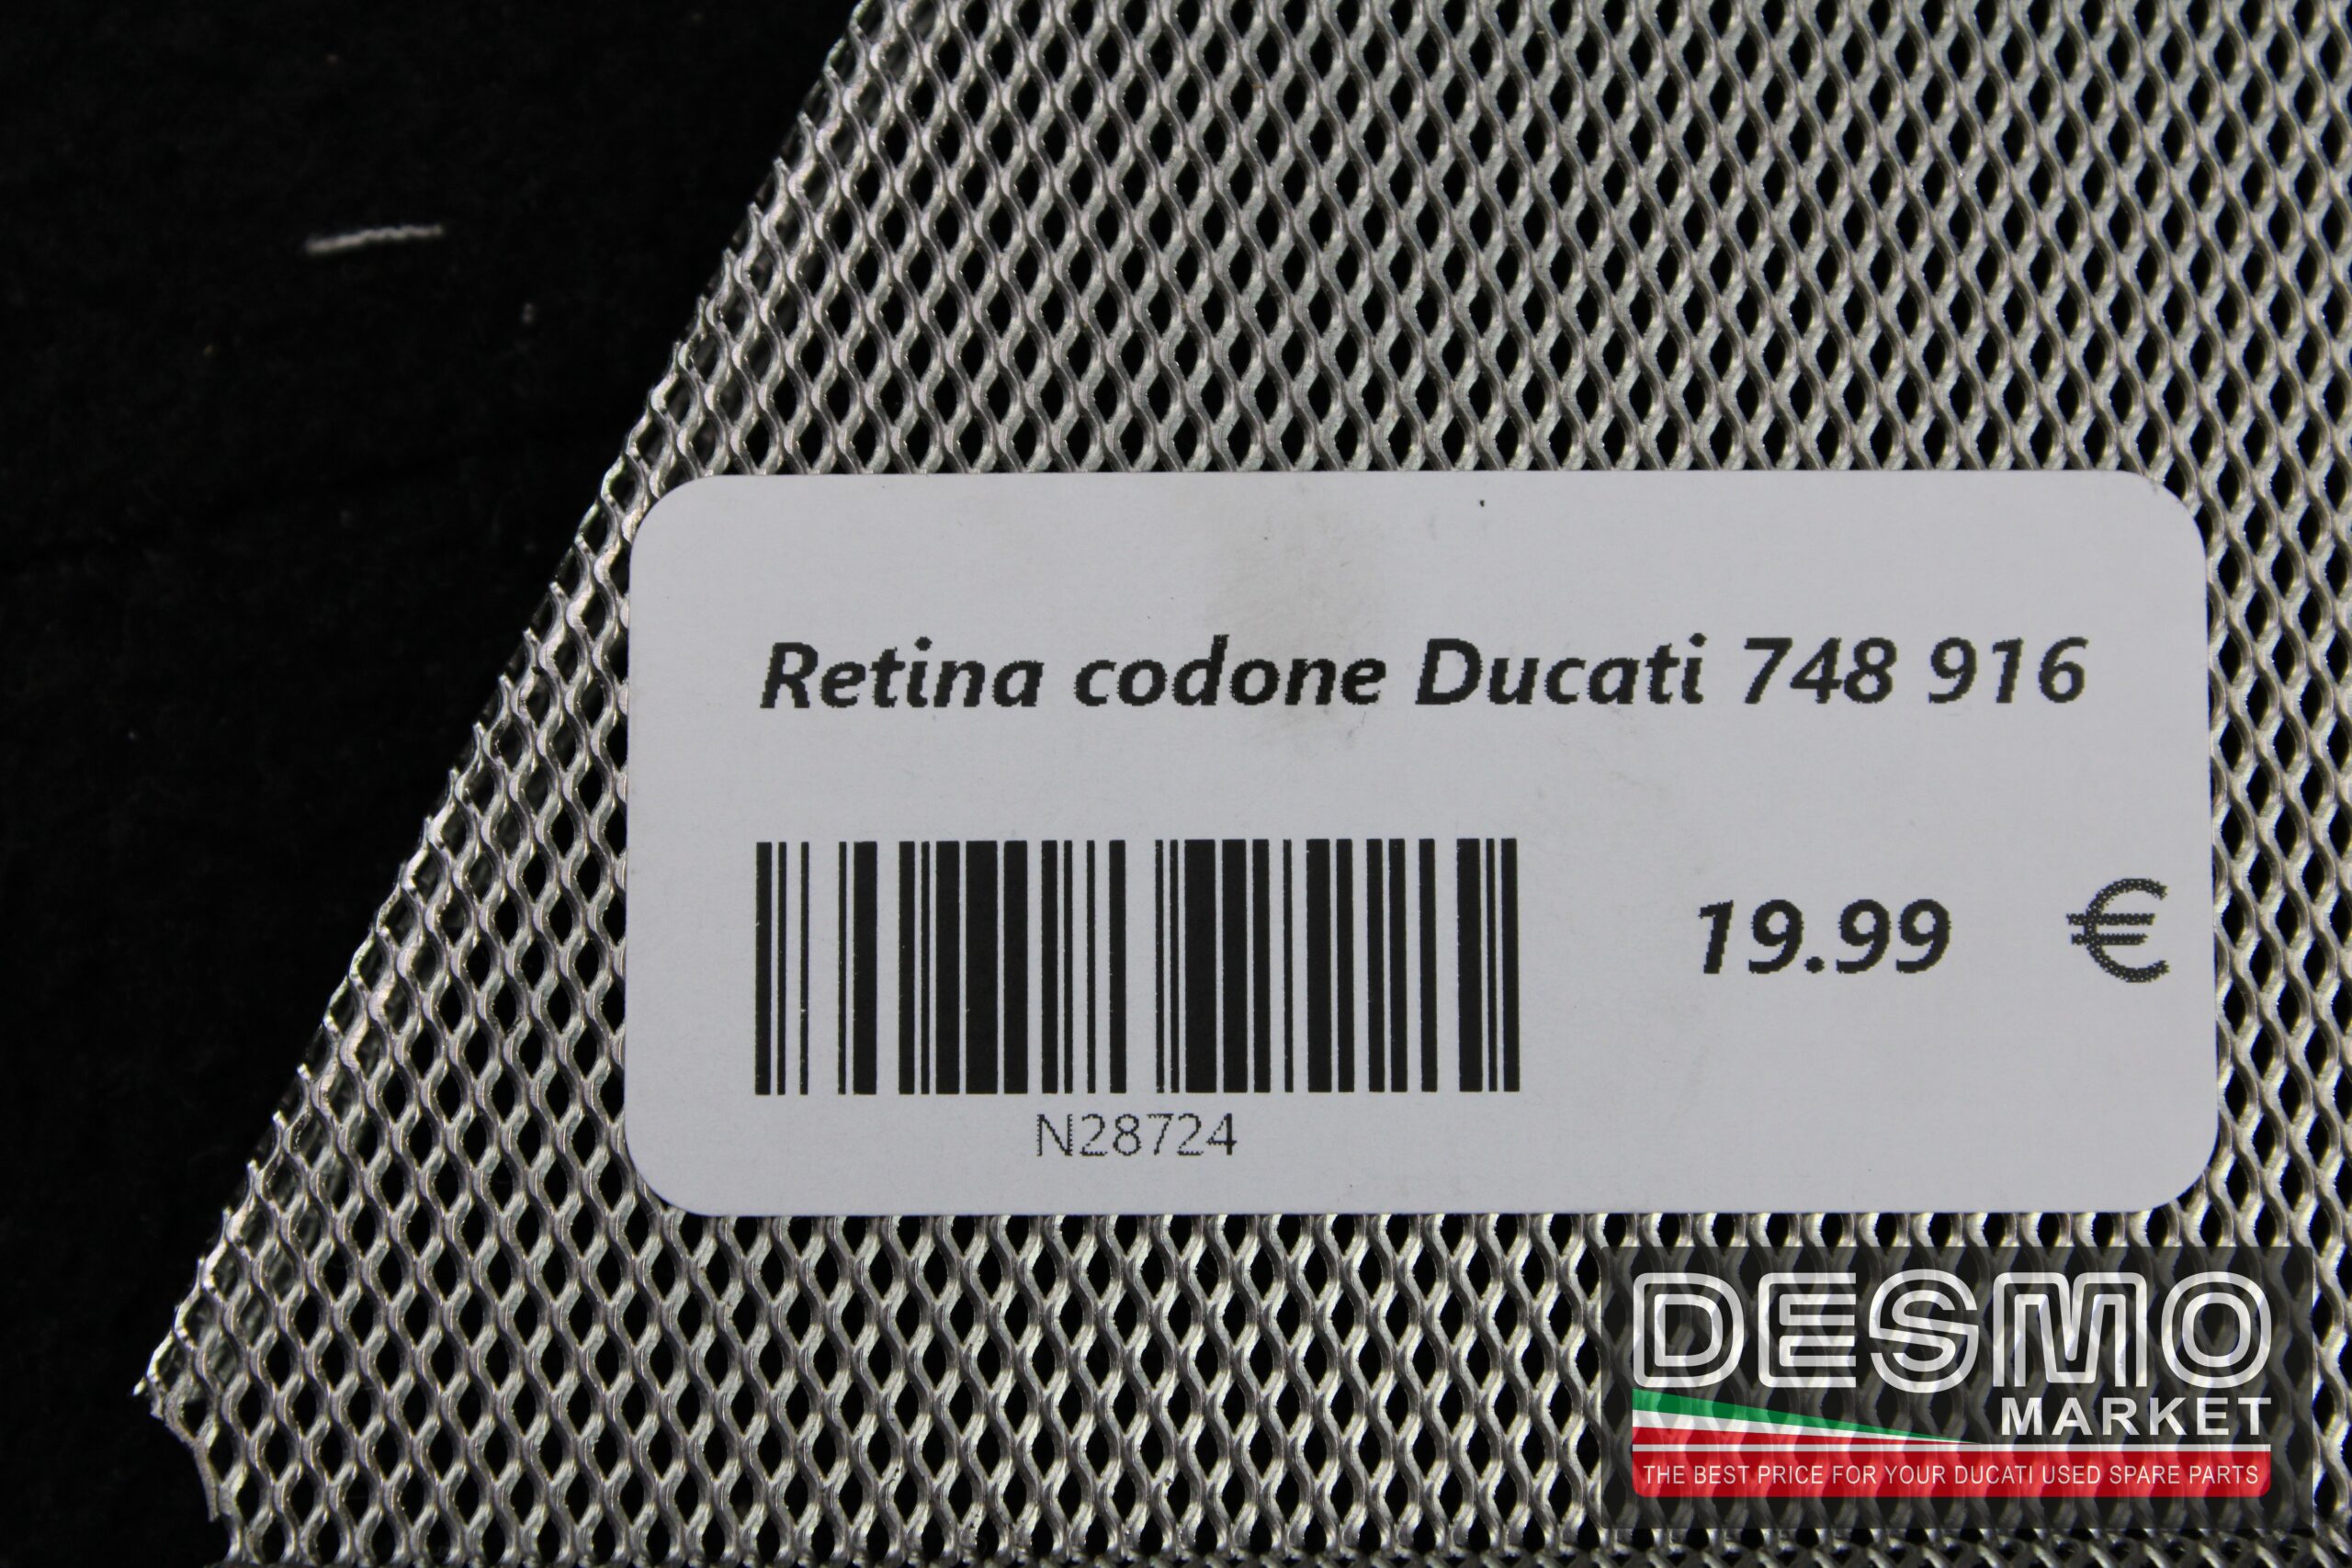 Retina codone Ducati 748 916
19.99 €
N28724
DESMO
MARKET
THE BEST PRICE FOR YOUR DUCATI USED SPARE PARTS